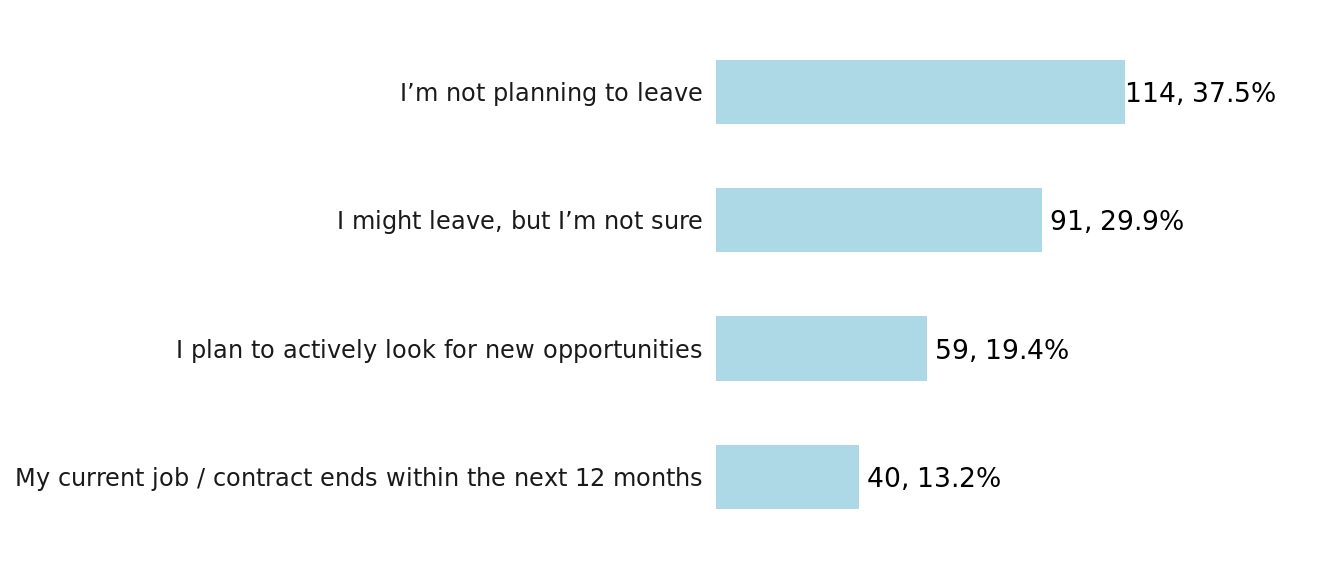 I’m not planning to leave 114, 37.5%
I might leave, but I’m not sure 91, 29.9%
I plan to actively look for new opportunities 59, 19.4%
My current job / contract ends within the next 12 months 40, 13.2%